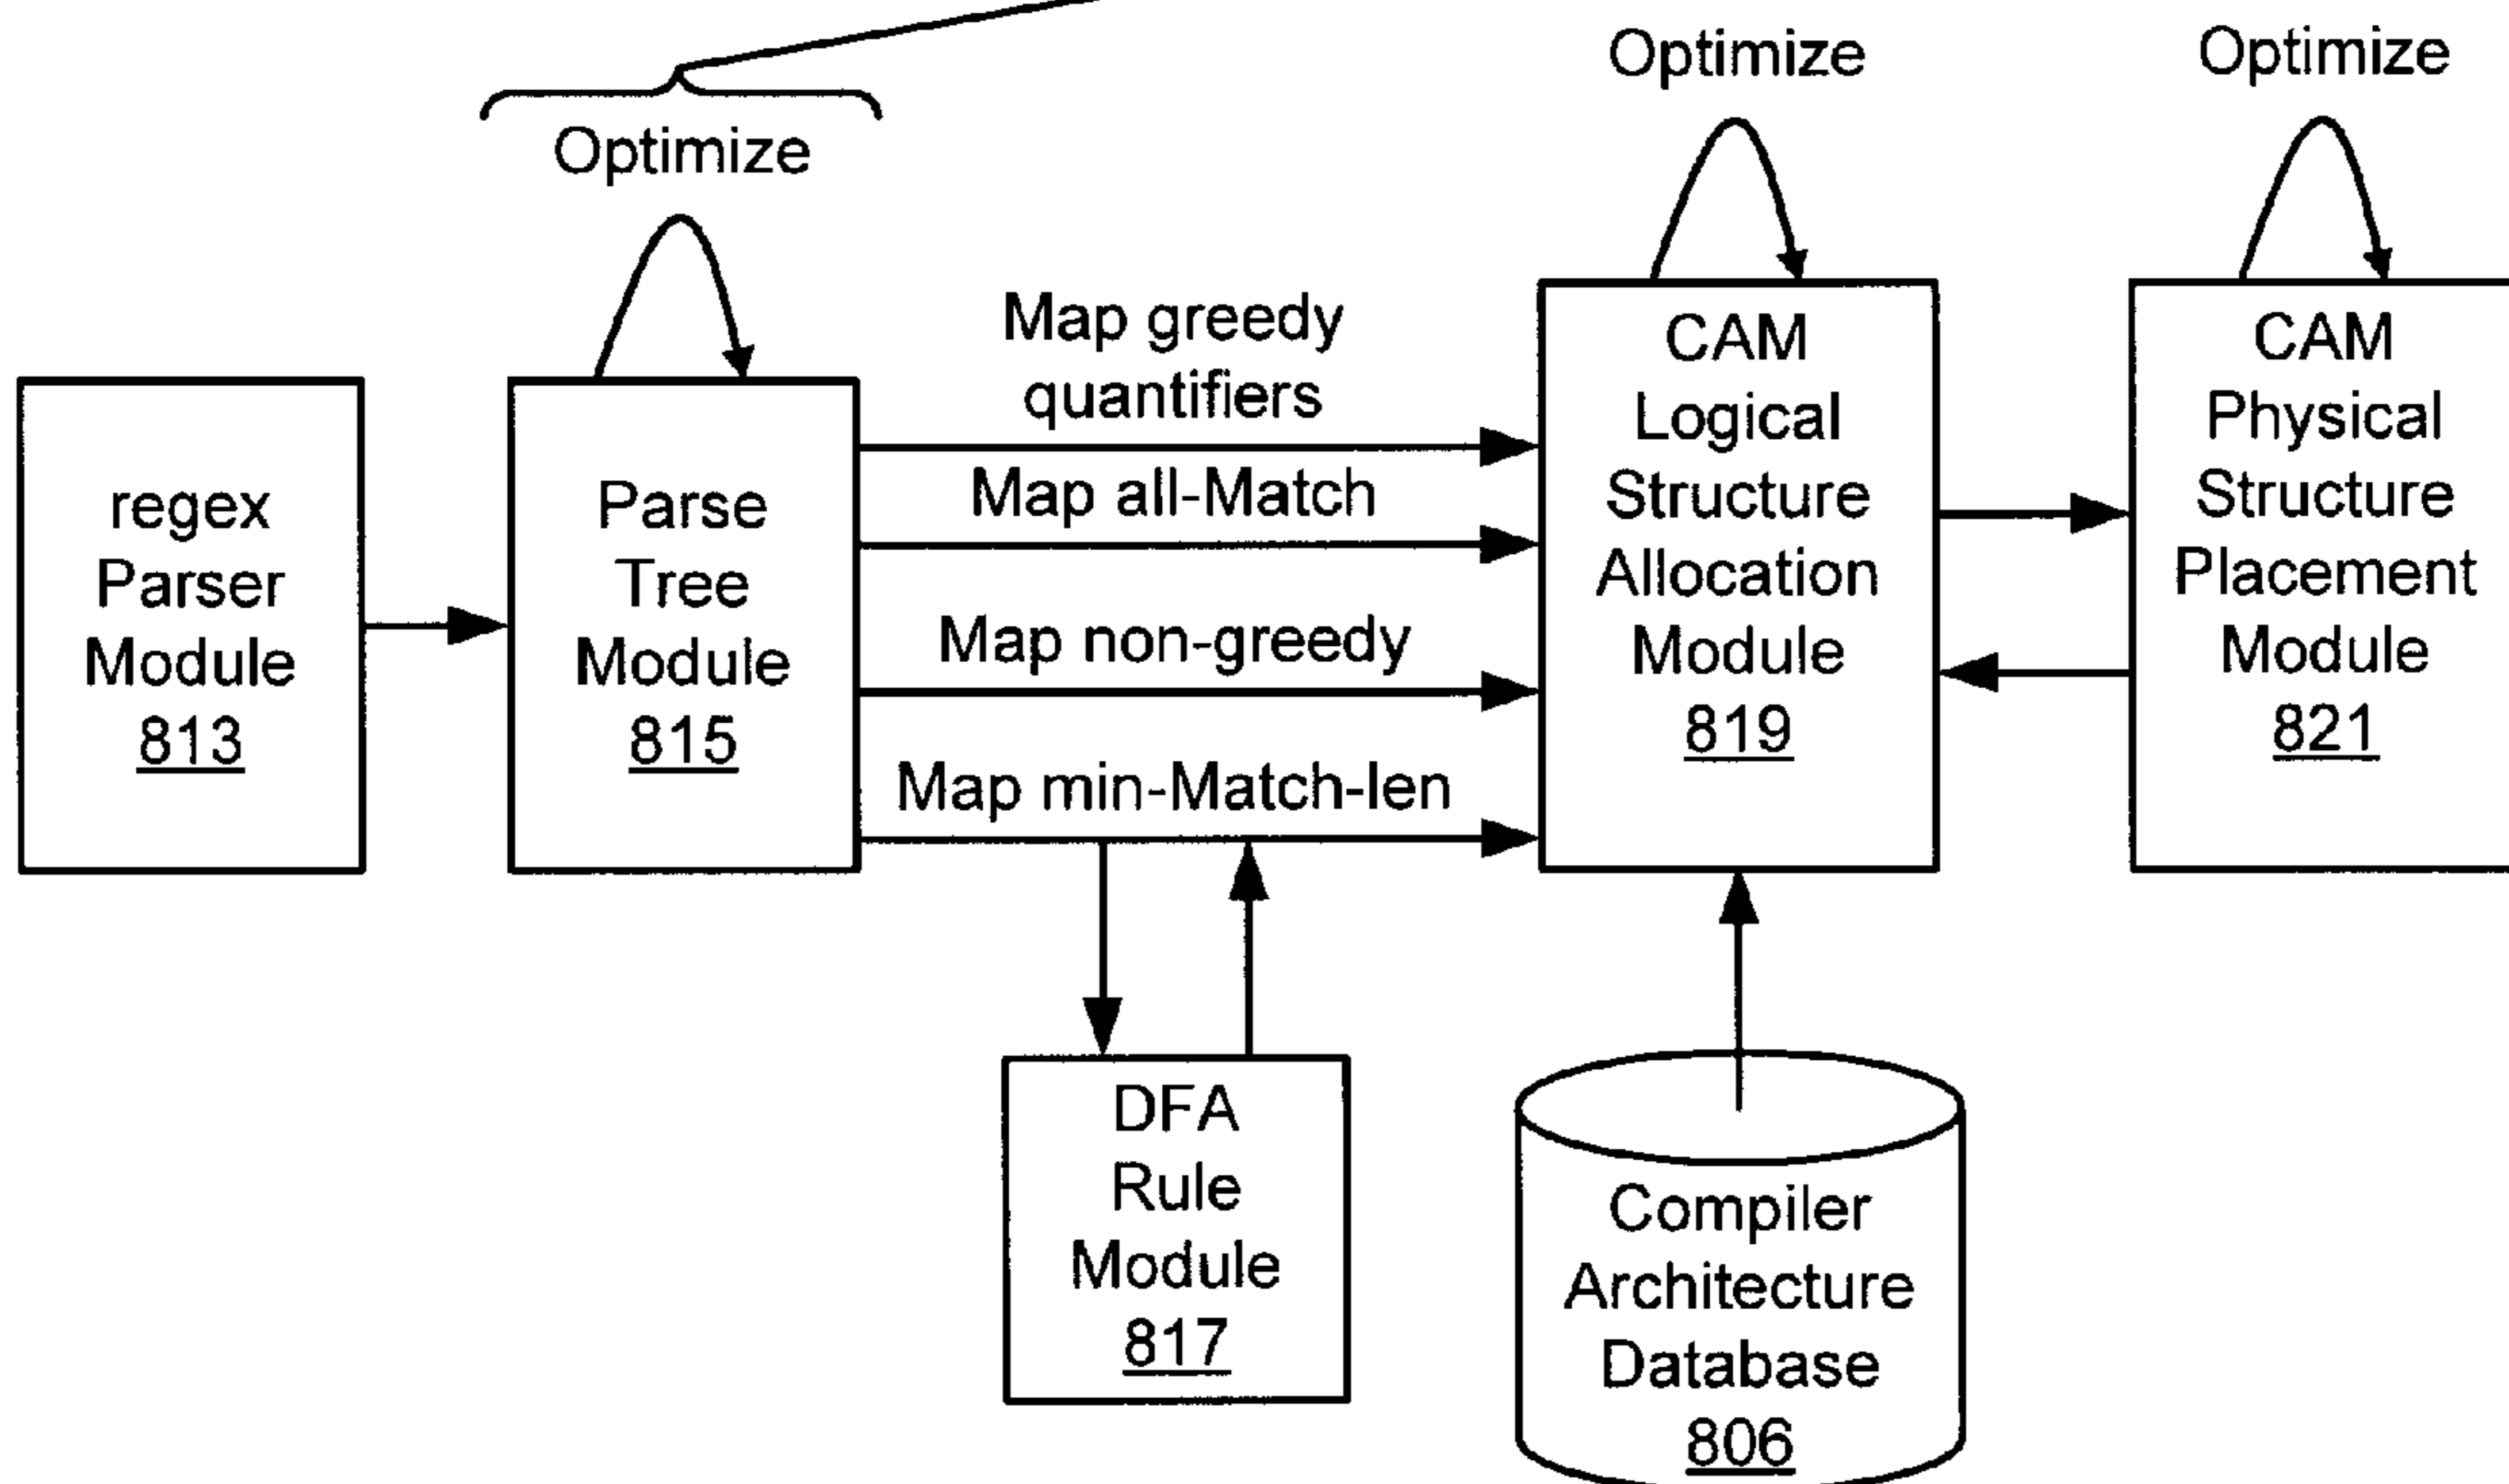 Optimize
Optimize
Optimize
Map greedy
quantifiers
Map all-Match
Map non-greedy
Map min-Match-len
regex
Parser
Module
813
Parse
Tree
Module
815
CAM
Logical
Structure
Allocation
Module
819
CAM
Physical
Structure
Placement
Module
821
DFA
Rule
Module
817
Compiler
Architecture
Database
806